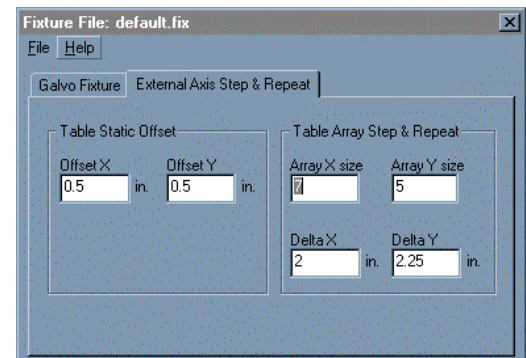 Fixture File: default.fix
File Help
Galvo Fixture External Axis Step & Repeat
Table Static Offset
Offset X Offset Y
0.5 in. 0.5 in.
Table Array Step & Repeat
Array X size Array Y size
7 5
Delta X Delta Y
2 in. 2.25 in.